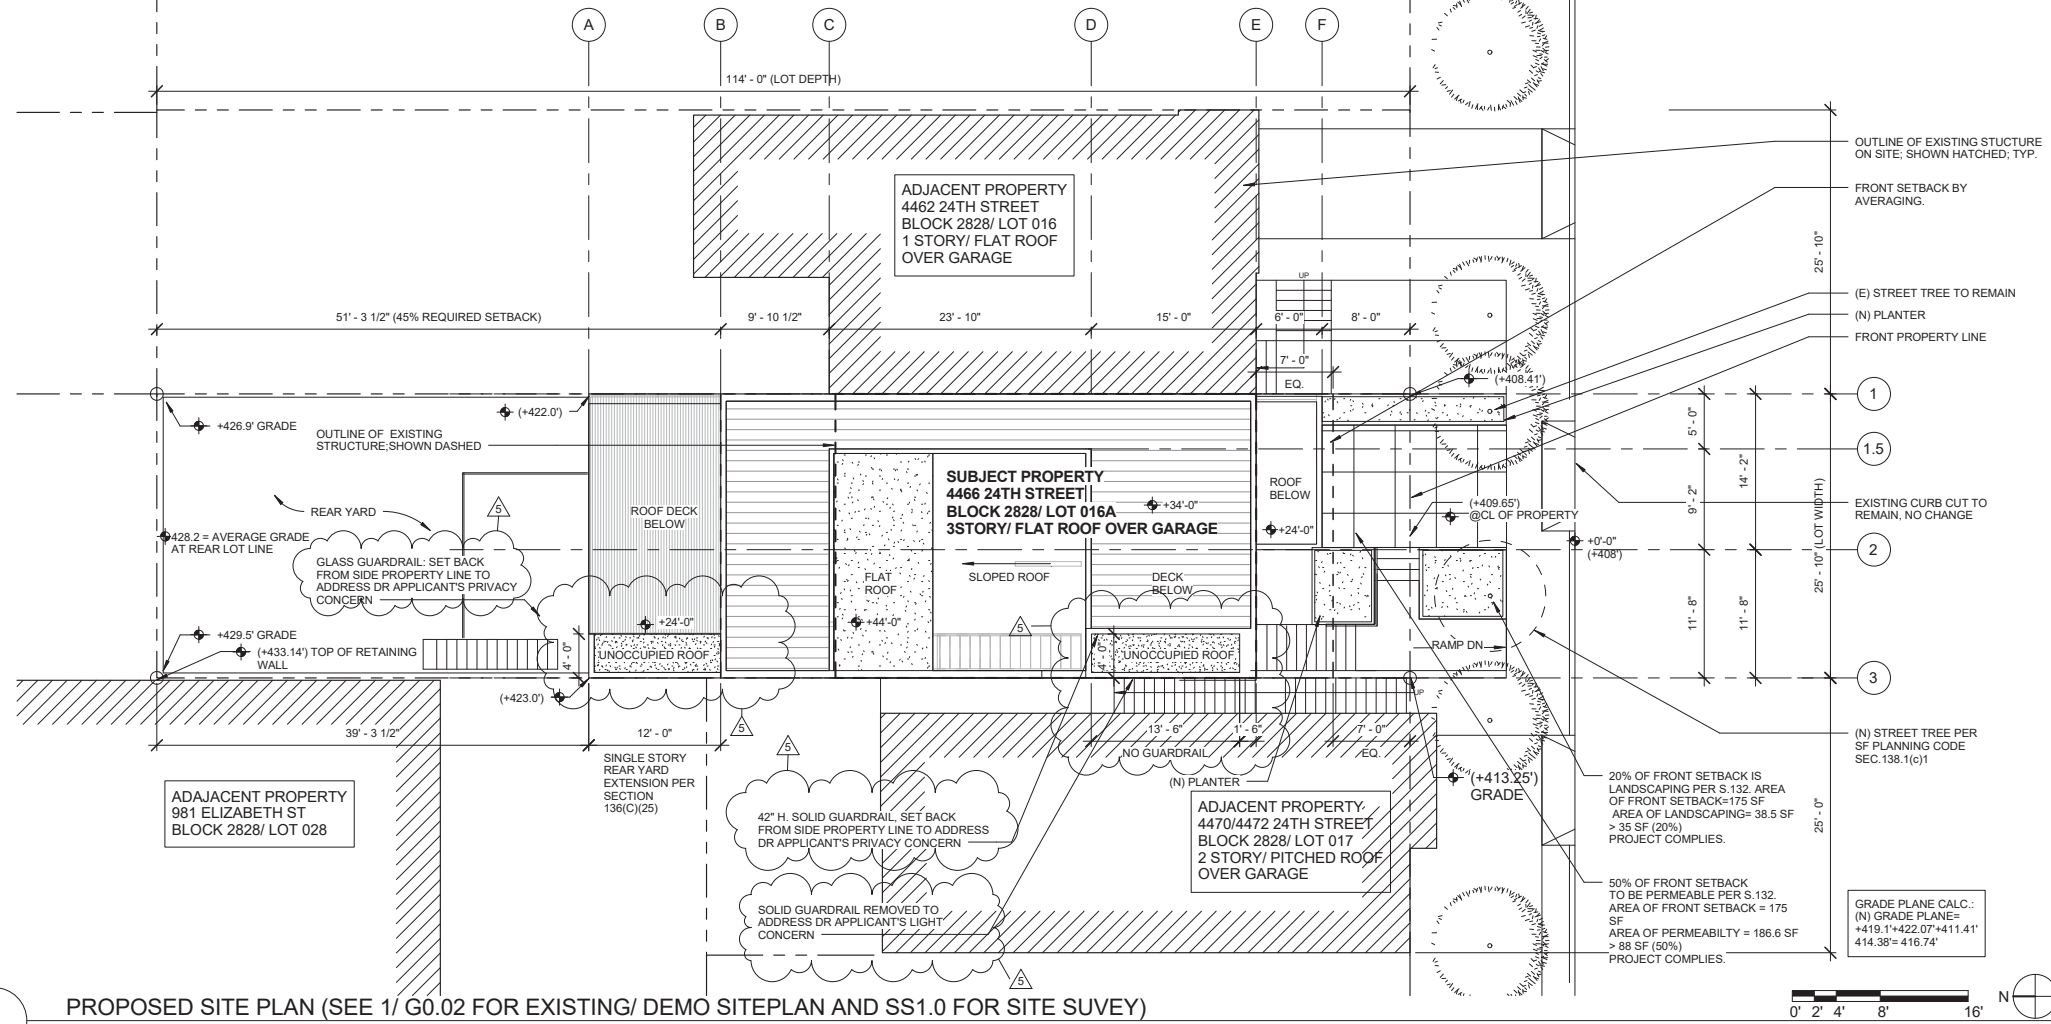 A
B
C
D
E
F
114' - 0" (LOT DEPTH)
ADJACENT PROPERTY
4462 24TH STREET
BLOCK 2828/ LOT 016
1 STORY/ FLAT ROOF
OVER GARAGE
OUTLINE OF EXISTING STUCTURE
ON SITE; SHOWN HATCHED; TYP.
FRONT SETBACK BY
AVERAGING.
25' - 10"
UP
(E) STREET TREE TO REMAIN
(N) PLANTER
FRONT PROPERTY LINE
51' - 3 1/2" (45% REQUIRED SETBACK)
9' - 10 1/2"
23' - 10"
15' - 0"
6' - 0"
8' - 0"
7' - 0"
EQ.
(+408.41')
1
+426.9' GRADE
(+422.0')
OUTLINE OF EXISTING
STRUCTURE;SHOWN DASHED
5' - 0"
1.5
REAR YARD
5
ROOF DECK
BELOW
SUBJECT PROPERTY
4466 24TH STREET
BLOCK 2828/ LOT 016A
3STORY/ FLAT ROOF OVER GARAGE
+34'-0"
ROOF
BELOW
+24'-0"
(+409.65')
@CL OF PROPERTY
9' - 2"
14' - 2"
25' - 10" (LOT WIDTH)
EXISTING CURB CUT TO
REMAIN, NO CHANGE
428.2 = AVERAGE GRADE
AT REAR LOT LINE
+0'-0"
(+408')
2
GLASS GUARDRAIL: SET BACK
FROM SIDE PROPERTY LINE TO
ADDRESS DR APPLICANT'S PRIVACY
CONCERN
FLAT
ROOF
SLOPED ROOF
DECK
BELOW
+24'-0"
+44'-0"
5
11' - 8"
11' - 8"
+429.5' GRADE
(+433.14') TOP OF RETAINING
WALL
4' - 0"
UNOCCUPIED ROOF
4' - 0"
UNOCCUPIED ROOF
RAMP DN
3
(+423.0')
UP
5
39' - 3 1/2"
12' - 0"
13' - 6"
1' - 6"
7' - 0"
NO GUARDRAIL
EQ.
(N) STREET TREE PER
SF PLANNING CODE
SEC.138.1(c)1
SINGLE STORY
REAR YARD
EXTENSION PER
SECTION
136(C)(25)
5
(N) PLANTER
(+413.25')
GRADE
ADAJACENT PROPERTY
981 ELIZABETH ST
BLOCK 2828/ LOT 028
42" H. SOLID GUARDRAIL, SET BACK
FROM SIDE PROPERTY LINE TO ADDRESS
DR APPLICANT'S PRIVACY CONCERN
ADJACENT PROPERTY
4470/4472 24TH STREET
BLOCK 2828/ LOT 017
2 STORY/ PITCHED ROOF
OVER GARAGE
20% OF FRONT SETBACK IS
LANDSCAPING PER S.132. AREA
OF FRONT SETBACK=175 SF
AREA OF LANDSCAPING= 38.5 SF
> 35 SF (20%)
PROJECT COMPLIES.
25' - 0"
SOLID GUARDRAIL REMOVED TO
ADDRESS DR APPLICANT'S LIGHT
CONCERN
5
50% OF FRONT SETBACK
TO BE PERMEABLE PER S.132.
AREA OF FRONT SETBACK = 175
SF
AREA OF PERMEABILTY = 186.6 SF
> 88 SF (50%)
PROJECT COMPLIES.
GRADE PLANE CALC.:
(N) GRADE PLANE=
+419.1'+422.07'+411.41'
414.38'= 416.74'
PROPOSED SITE PLAN (SEE 1/ G0.02 FOR EXISTING/ DEMO SITEPLAN AND SS1.0 FOR SITE SUVEY)
0' 2' 4' 8' 16'
N